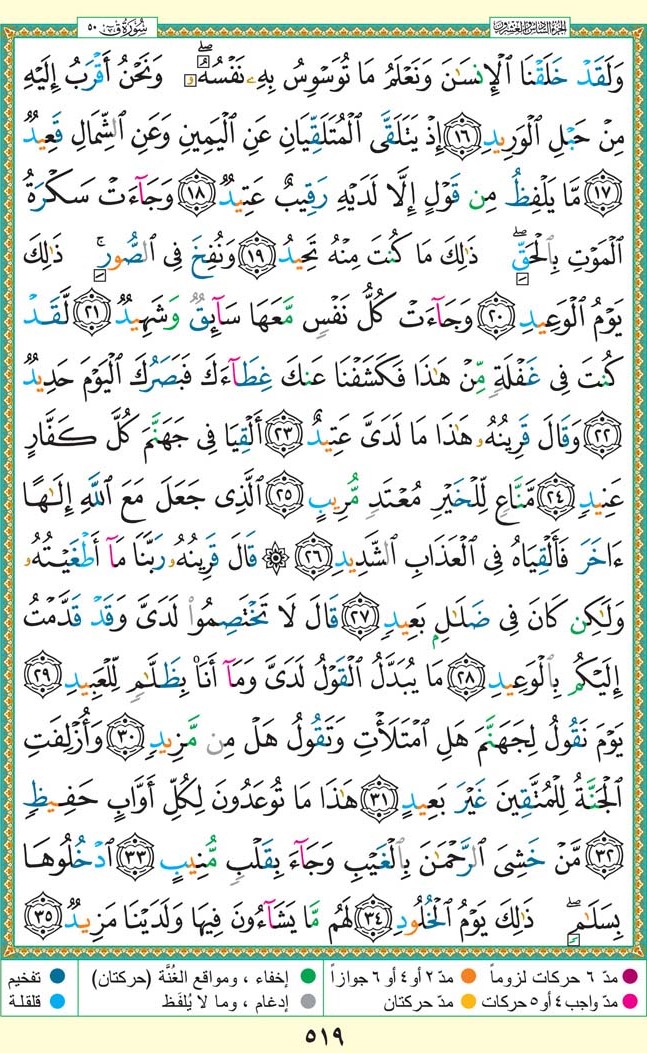 سُورَةُ قٓ ٥٠ الجزء السادس والعشرون
وَلَقَدْ خَلَقْنَا ٱلْإِنسَٰنَ وَنَعْلَمُ مَا تُوَسْوِسُ بِهِۦ نَفْسُهُۥ ۖ وَنَحْنُ أَقْرَبُ إِلَيْهِ
مِنْ حَبْلِ ٱلْوَرِيدِ ١٦ إِذْ يَتَلَقَّى ٱلْمُتَلَقِّيَانِ عَنِ ٱلْيَمِينِ وَعَنِ ٱلشِّمَالِ قَعِيدٌ
١٧ مَّا يَلْفِظُ مِن قَوْلٍ إِلَّا لَدَيْهِ رَقِيبٌ عَتِيدٌ ١٨ وَجَآءَتْ سَكْرَةُ
ٱلْمَوْتِ بِٱلْحَقِّ ۖ ذَٰلِكَ مَا كُنتَ مِنْهُ تَحِيدُ ١٩ وَنُفِخَ فِى ٱلصُّورِ ۚ ذَٰلِكَ
يَوْمُ ٱلْوَعِيدِ ٢٠ وَجَآءَتْ كُلُّ نَفْسٍ مَّعَهَا سَآئِقٌ وَشَهِيدٌ ٢١ لَّقَدْ
كُنتَ فِى غَفْلَةٍ مِّنْ هَٰذَا فَكَشَفْنَا عَنكَ غِطَآءَكَ فَبَصَرُكَ ٱلْيَوْمَ حَدِيدٌ
٢٢ وَقَالَ قَرِينُهُۥ هَٰذَا مَا لَدَىَّ عَتِيدٌ ٢٣ أَلْقِيَا فِى جَهَنَّمَ كُلَّ كَفَّارٍ
عَنِيدٍ ٢٤ مَّنَّاعٍ لِّلْخَيْرِ مُعْتَدٍ مُّرِيبٍ ٢٥ ٱلَّذِى جَعَلَ مَعَ ٱللَّهِ إِلَٰهًا
ءَاخَرَ فَأَلْقِيَاهُ فِى ٱلْعَذَابِ ٱلشَّدِيدِ ٢٦ ۞ قَالَ قَرِينُهُۥ رَبَّنَا مَآ أَطْغَيْتُهُۥ
وَلَٰكِن كَانَ فِى ضَلَٰلٍۭ بَعِيدٍ ٢٧ قَالَ لَا تَخْتَصِمُوا۟ لَدَىَّ وَقَدْ قَدَّمْتُ
إِلَيْكُم بِٱلْوَعِيدِ ٢٨ مَا يُبَدَّلُ ٱلْقَوْلُ لَدَىَّ وَمَآ أَنَا۠ بِظَلَّٰمٍ لِّلْعَبِيدِ ٢٩
يَوْمَ نَقُولُ لِجَهَنَّمَ هَلِ ٱمْتَلَأْتِ وَتَقُولُ هَلْ مِن مَّزِيدٍ ٣٠ وَأُزْلِفَتِ
ٱلْجَنَّةُ لِلْمُتَّقِينَ غَيْرَ بَعِيدٍ ٣١ هَٰذَا مَا تُوعَدُونَ لِكُلِّ أَوَّابٍ حَفِيظٍ
٣٢ مَّنْ خَشِىَ ٱلرَّحْمَٰنَ بِٱلْغَيْبِ وَجَآءَ بِقَلْبٍ مُّنِيبٍ ٣٣ ٱدْخُلُوهَا
بِسَلَٰمٍ ۖ ذَٰلِكَ يَوْمُ ٱلْخُلُودِ ٣٤ لَهُم مَّا يَشَآءُونَ فِيهَا وَلَدَيْنَا مَزِيدٌ ٣٥
مدّ ٦ حركات لزوماً مدّ ٢ أو ٤ أو ٦ جوازاً إخفاء ، ومواقع الغُنَّة (حركتان) تفخيم
مدّ واجب ٤ أو ٥ حركات مدّ حركتان إدغام ، وما لا يُلفَظ قلقلة
٥١٩